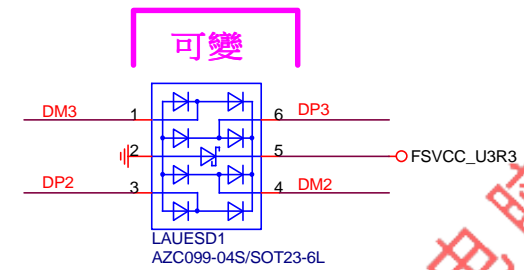 可變
DM3 1 6 DP3
2 5 FSVCC_U3R3
DP2 3 4 DM2
LAUESD1
AZC099-04S/SOT23-6L